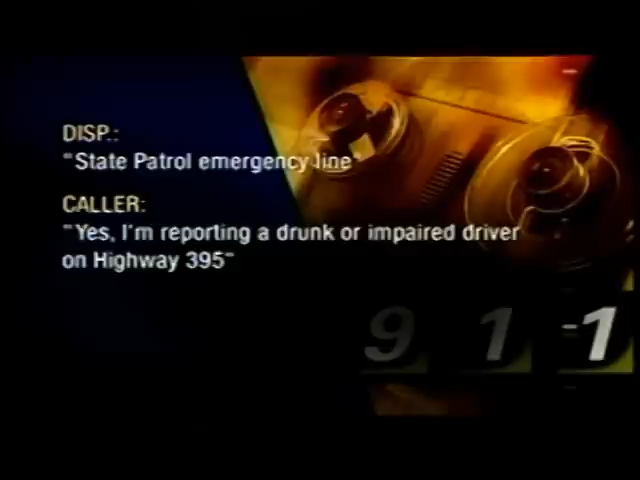 DISP.:
"State Patrol emergency line"
CALLER:
"Yes, I'm reporting a drunk or impaired driver
on Highway 395"
9 1 1